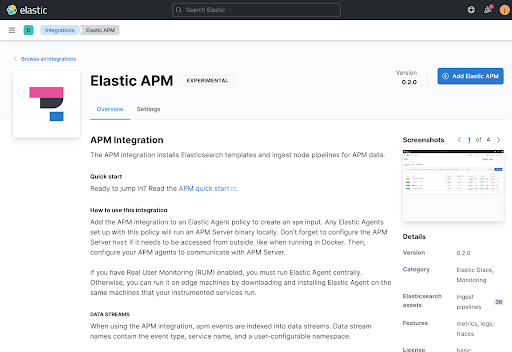 elastic
Search Elastic
D
Integrations
Elastic APM
Browse all integrations
Elastic APM
EXPERIMENTAL
Version
0.2.0
Add Elastic APM
Overview
Settings
APM Integration
The APM integration installs Elasticsearch templates and ingest node pipelines for APM data.
Quick start
Ready to jump in? Read the APM quick start.
How to use this integration
Add the APM integration to an Elastic Agent policy to create an apm input. Any Elastic Agents
set up with this policy will run an APM Server binary locally. Don't forget to configure the APM
Server host if it needs to be accessed from outside, like when running in Docker. Then,
configure your APM agents to communicate with APM Server.
If you have Real User Monitoring (RUM) enabled, you must run Elastic Agent centrally.
Otherwise, you can run it on edge machines by downloading and installing Elastic Agent on the
same machines that your instrumented services run.
DATA STREAMS
When using the APM integration, apm events are indexed into data streams. Data stream
names contain the event type, service name, and a user-configurable namespace.
Screenshots
1 of 4
Details
Version
0.2.0
Category
Elastic Stack,
Monitoring
Elasticsearch
assets
Ingest
pipelines
36
Features
metrics, logs,
traces
License
basic